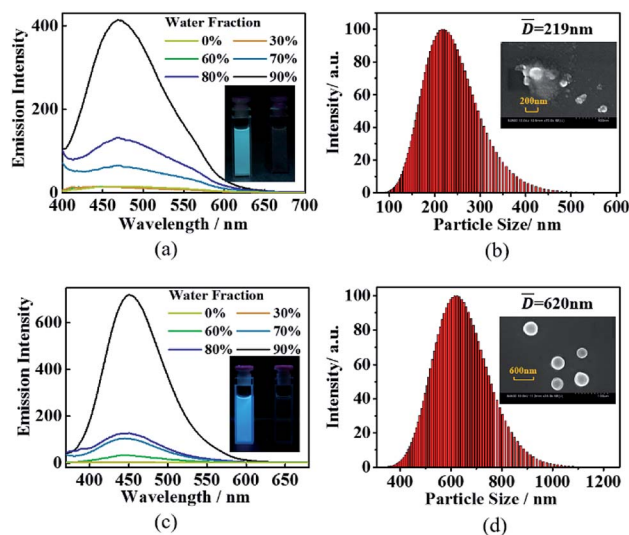 Water Fraction
0% 30%
60% 70%
80% 90%
400
200
0
400 450 500 550 600 650 700
Emission Intensity
Wavelength / nm
(a)
D̅=219nm
200nm
100
80
60
40
20
0
100 200 300 400 500 600
Intensity/ a.u.
Particle Size/ nm
(b)
Water Fraction
0% 30%
60% 70%
80% 90%
600
400
200
0
400 450 500 550 600 650
Emission Intensity
Wavelength / nm
(c)
D̅=620nm
600nm
100
80
60
40
20
0
400 600 800 1000 1200
Intensity/ a.u.
Particle Size / nm
(d)